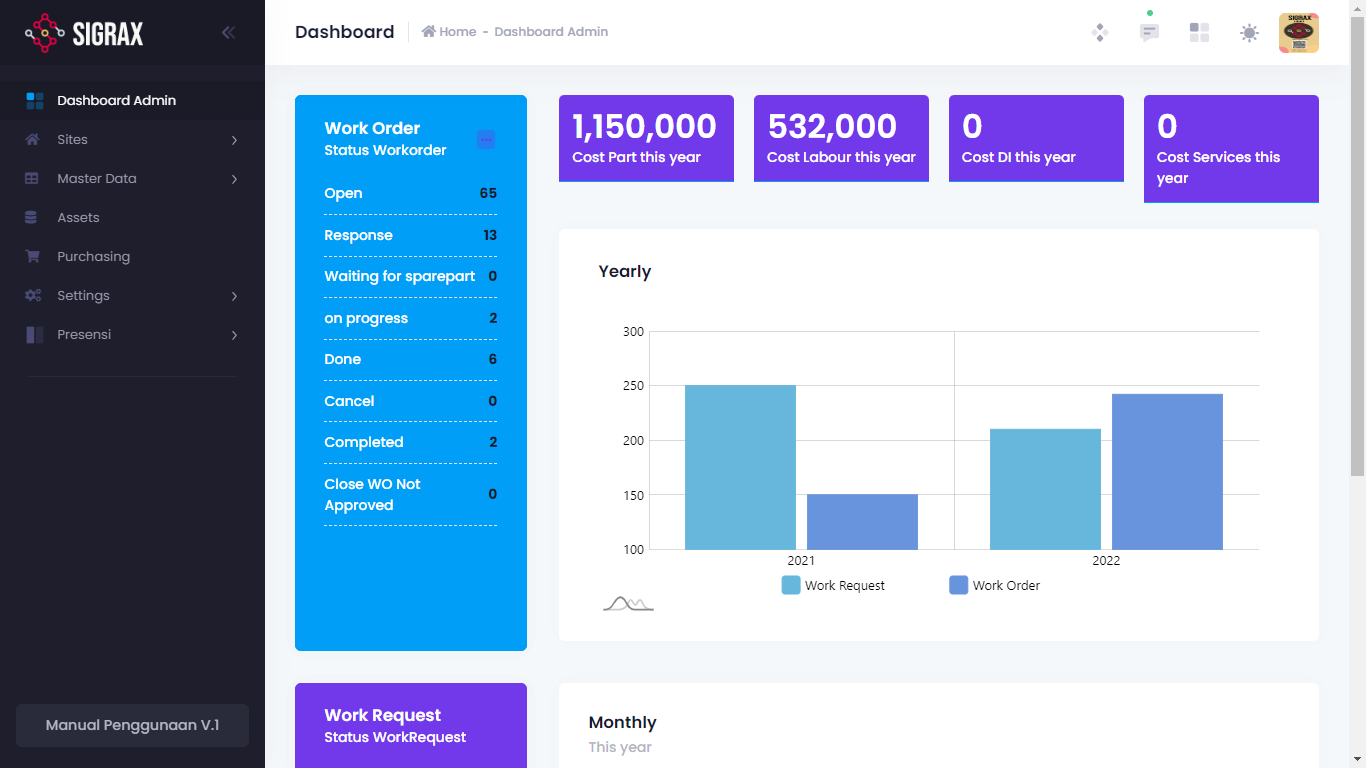 SIGRAX
Dashboard
Home - Dashboard Admin
Dashboard Admin
Sites
Master Data
Assets
Purchasing
Settings
Presensi
Manual Penggunaan V.1
Work Order
Status Workorder
Open 65
Response 13
Waiting for sparepart 0
on progress 2
Done 6
Cancel 0
Completed 2
Close WO Not
Approved 0
1,150,000
Cost Part this year
532,000
Cost Labour this year
0
Cost DI this year
0
Cost Services this
year
Yearly
300
250
200
150
100
2021 2022
Work Request Work Order
Work Request
Status WorkRequest
Monthly
This year
SIGRAX